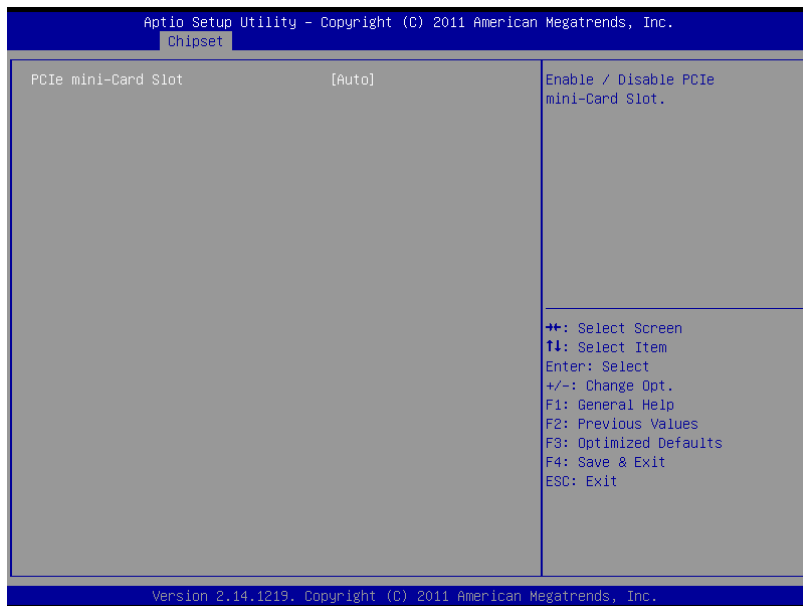 Aptio Setup Utility – Copyright (C) 2011 American Megatrends, Inc.
Chipset
PCIe mini-Card Slot [Auto]
Enable / Disable PCIe
mini-Card Slot.
→←: Select Screen
↑↓: Select Item
Enter: Select
+/-: Change Opt.
F1: General Help
F2: Previous Values
F3: Optimized Defaults
F4: Save & Exit
ESC: Exit
Version 2.14.1219. Copyright (C) 2011 American Megatrends, Inc.